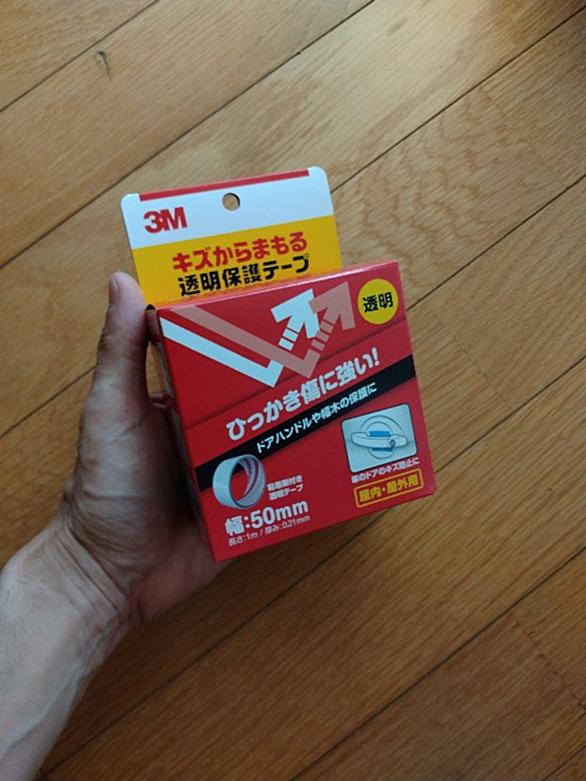 3M
キズからまもる
透明保護テープ
透明
ひっかき傷に強い!
ドアハンドルや幅木の保護に
粘着剤付き
透明テープ
車のドアのキズ防止に
屋内・屋外用
幅:50mm
長さ:1m / 厚み:0.21mm